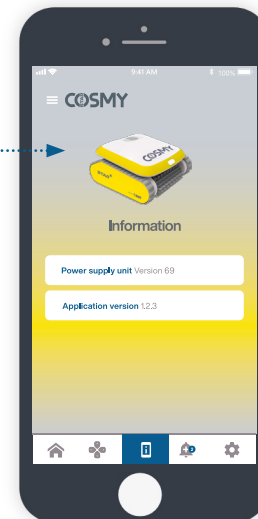 9:41 AM 100%
COSMY
COSMY
Information
Power supply unit Version 69
Application version 1.2.3